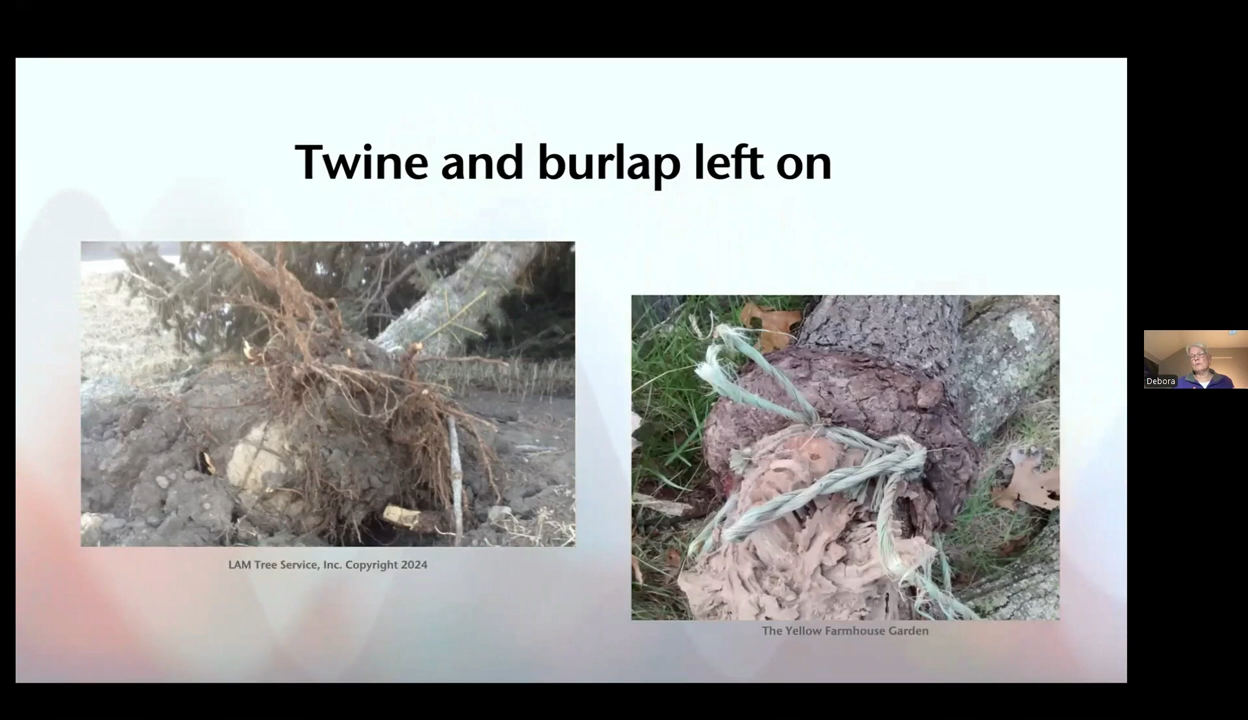 Twine and burlap left on
LAM Tree Service, Inc. Copyright 2024
The Yellow Farmhouse Garden
Debora